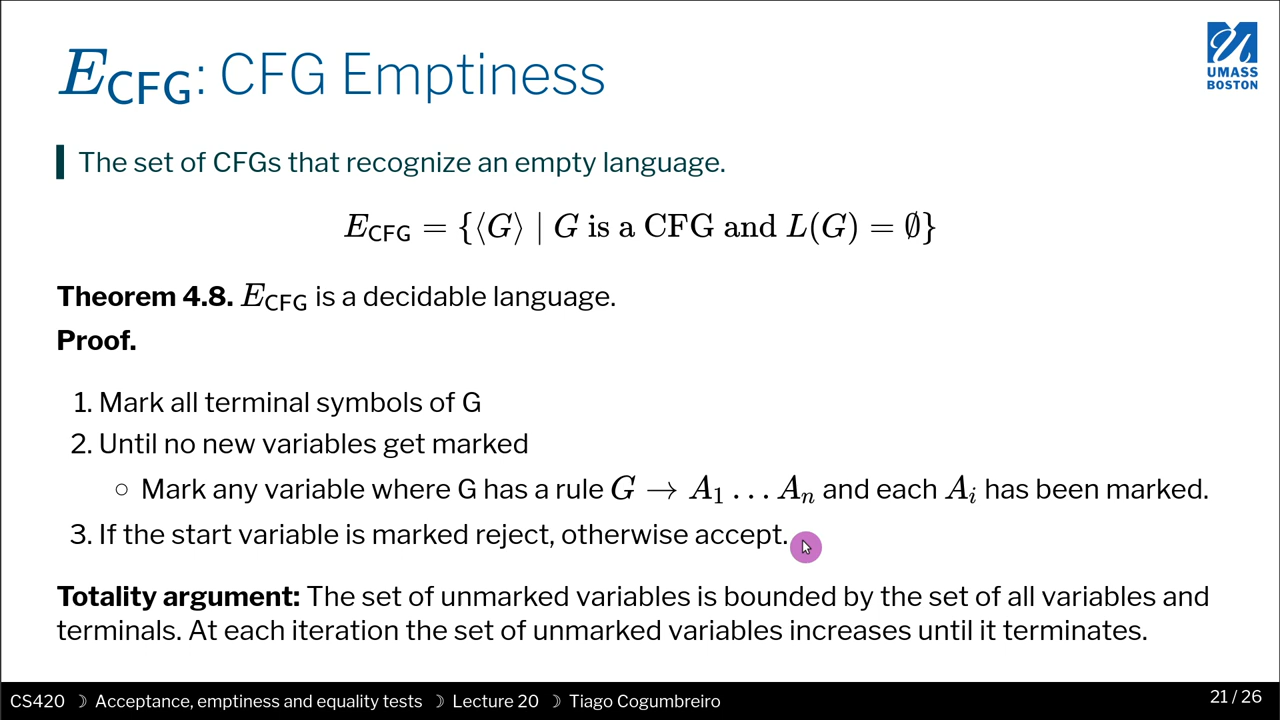 E_CFG: CFG Emptiness
UMASS
BOSTON
The set of CFGs that recognize an empty language.
E_CFG = {⟨G⟩ | G is a CFG and L(G) = ∅}
Theorem 4.8. E_CFG is a decidable language.
Proof.
1. Mark all terminal symbols of G
2. Until no new variables get marked
○ Mark any variable where G has a rule G → A₁ … Aₙ and each Aᵢ has been marked.
3. If the start variable is marked reject, otherwise accept.
Totality argument: The set of unmarked variables is bounded by the set of all variables and
terminals. At each iteration the set of unmarked variables increases until it terminates.
CS420 ☽ Acceptance, emptiness and equality tests ☽ Lecture 20 ☽ Tiago Cogumbreiro
21 / 26